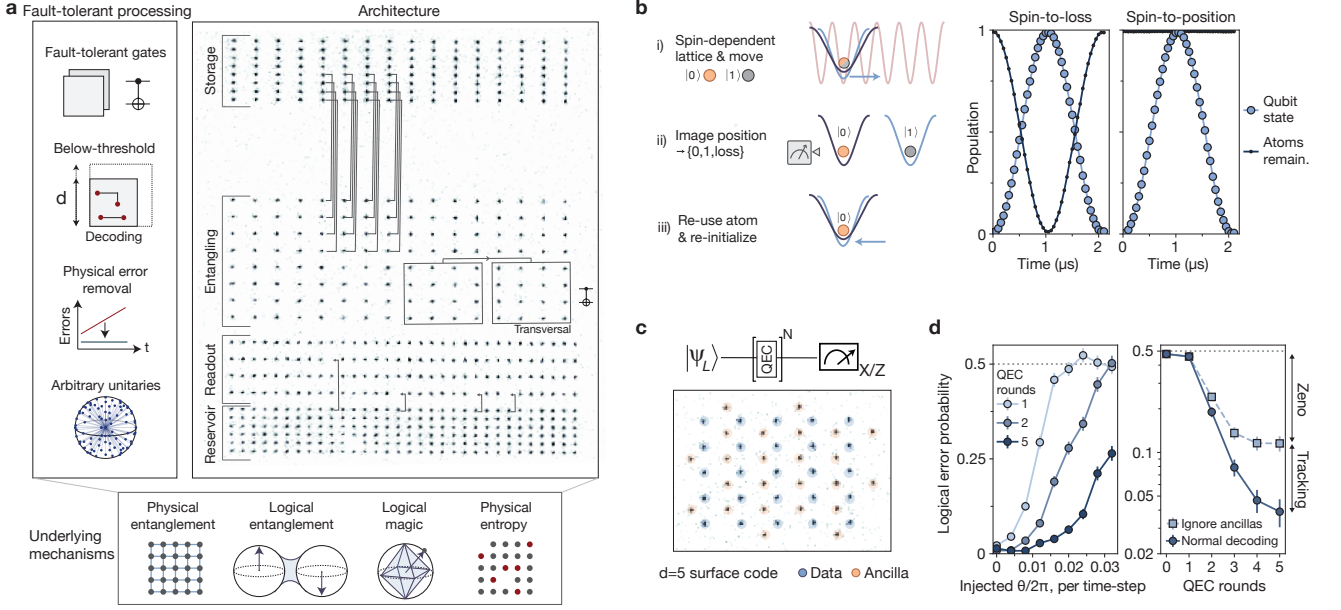 a
Fault-tolerant processing
Fault-tolerant gates
Below-threshold
d
Decoding
Physical error
removal
Errors
t
Arbitrary unitaries
Architecture
Storage
Entangling
Transversal
Readout
Reservoir
Underlying
mechanisms
Physical
entanglement
Logical
entanglement
Logical
magic
Physical
entropy
b
i) Spin-dependent
lattice & move
|0⟩ |1⟩
ii) Image position
→{0,1,loss}
|0⟩ |1⟩
iii) Re-use atom
& re-initialize
|0⟩
Spin-to-loss
Spin-to-position
Population
1
0
0 1 2
Time (μs)
0 1 2
Time (μs)
Qubit
state
Atoms
remain.
c
|Ψ_L⟩ [QEC]^N X/Z
d=5 surface code Data Ancilla
d
Logical error probability
0.5
0.25
0
QEC
rounds
1
2
5
0 0.01 0.02 0.03
Injected θ/2π, per time-step
0.5
0.1
0.05
0.02
Ignore ancillas
Normal decoding
0 1 2 3 4 5
QEC rounds
Zeno
Tracking